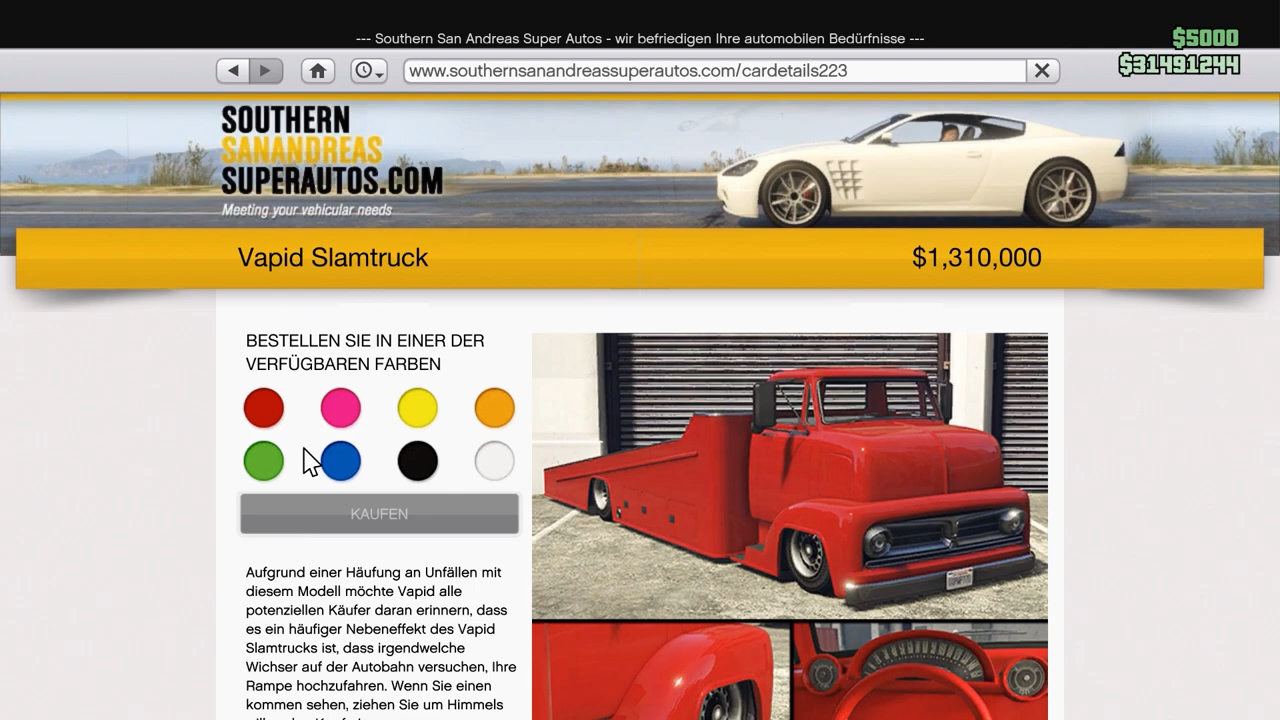 --- Southern San Andreas Super Autos - wir befriedigen Ihre automobilen Bedürfnisse ---
$5000
$31491244
www.southernsanandreassuperautos.com/cardetails223
SOUTHERN
SANANDREAS
SUPERAUTOS.COM
Meeting your vehicular needs
Vapid Slamtruck
$1,310,000
BESTELLEN SIE IN EINER DER
VERFÜGBAREN FARBEN
KAUFEN
Aufgrund einer Häufung an Unfällen mit
diesem Modell möchte Vapid alle
potenziellen Käufer daran erinnern, dass
es ein häufiger Nebeneffekt des Vapid
Slamtrucks ist, dass irgendwelche
Wichser auf der Autobahn versuchen, Ihre
Rampe hochzufahren. Wenn Sie einen
kommen sehen, ziehen Sie um Himmels